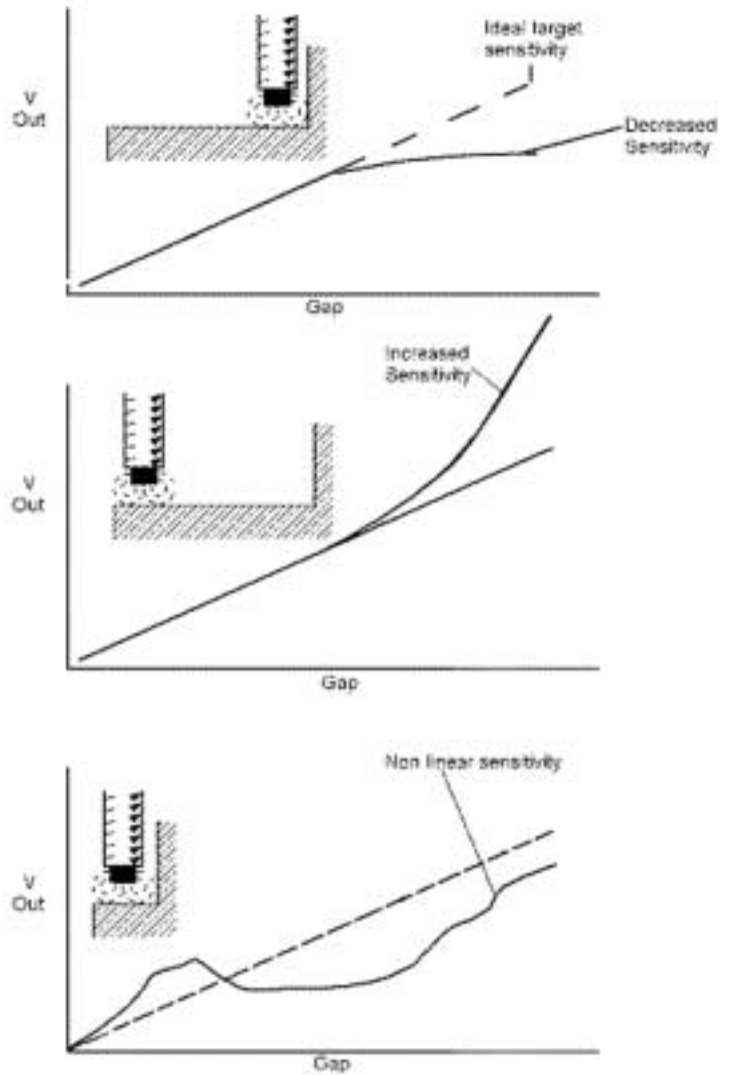 Ideal target
sensitivity
V
Out
Decreased
Sensitivity
Gap
Increased
Sensitivity
V
Out
Gap
Non linear sensitivity
V
Out
Gap